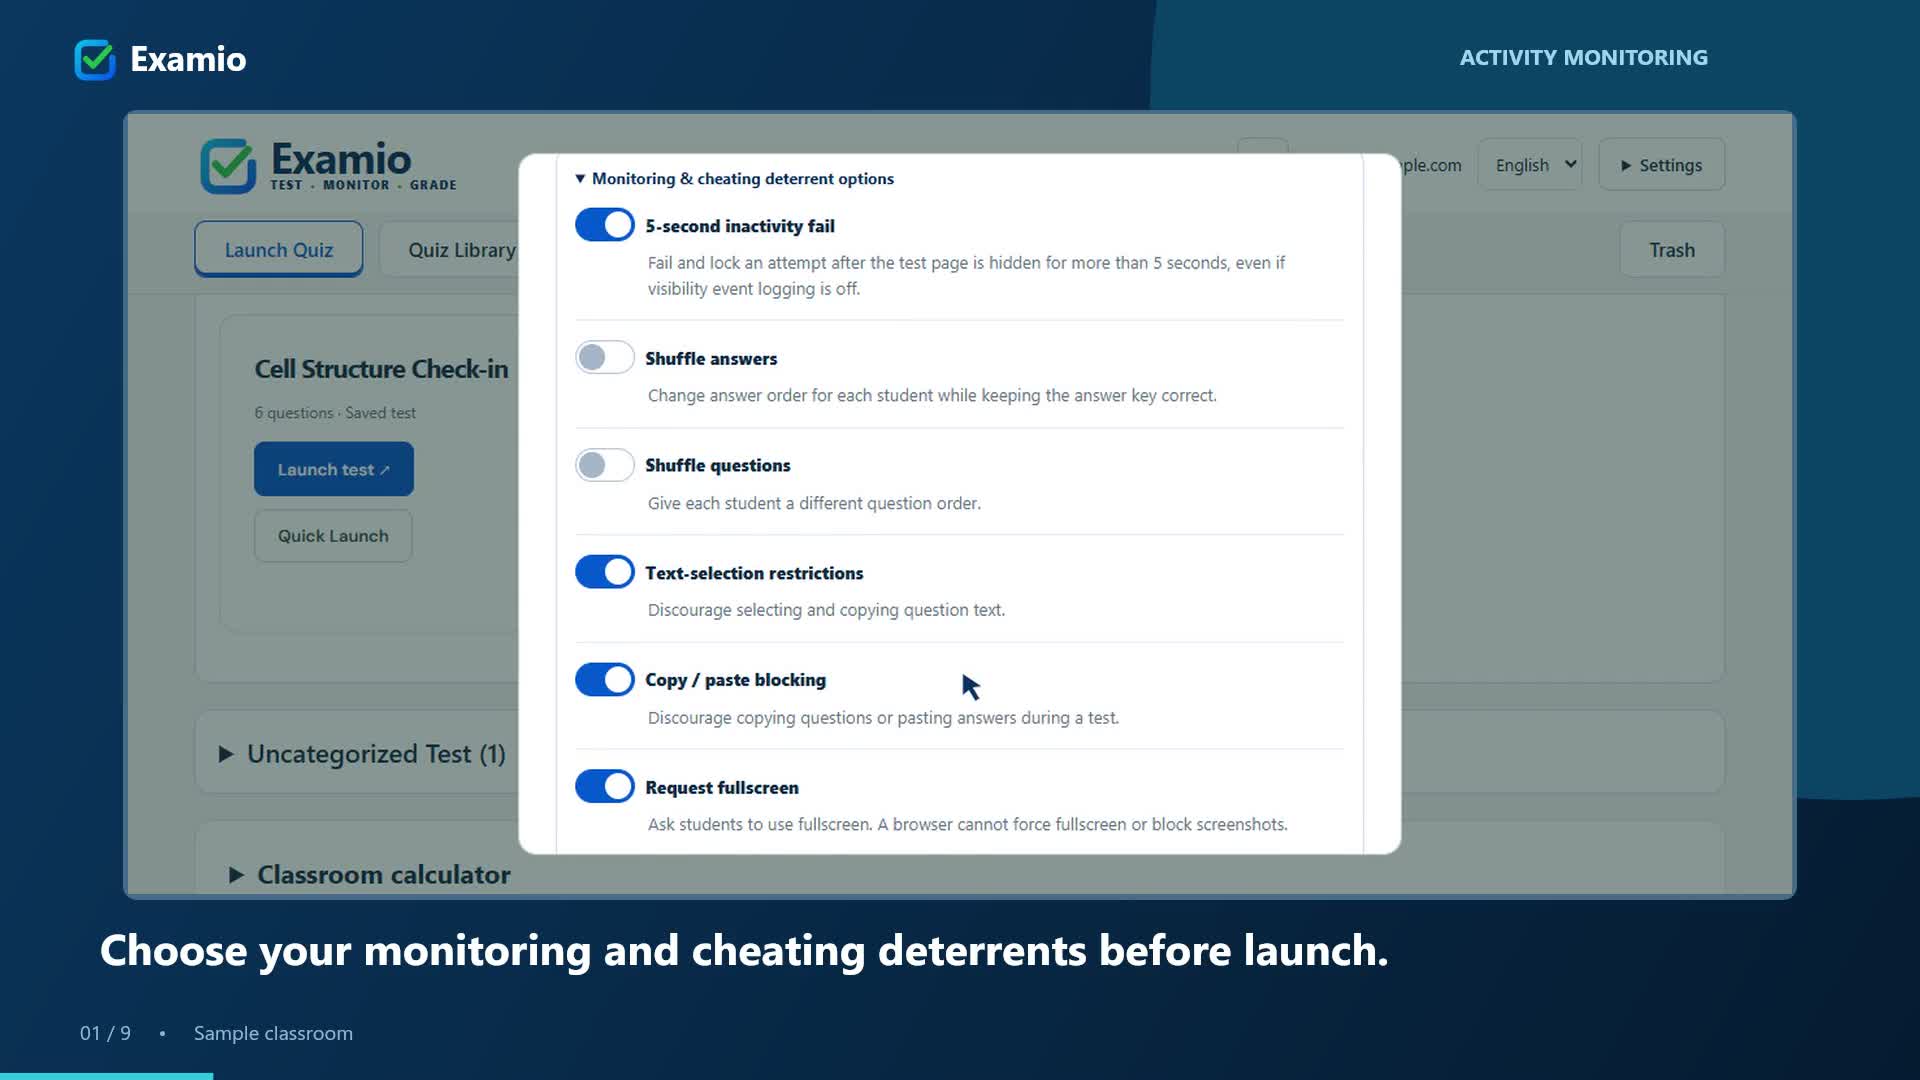 Examio
ACTIVITY MONITORING
Examio
TEST · MONITOR · GRADE
ple.com
English
Settings
Launch Quiz
Quiz Library
Trash
Cell Structure Check-in
6 questions · Saved test
Launch test ↗
Quick Launch
Uncategorized Test (1)
Classroom calculator
Monitoring & cheating deterrent options
5-second inactivity fail
Fail and lock an attempt after the test page is hidden for more than 5 seconds, even if
visibility event logging is off.
Shuffle answers
Change answer order for each student while keeping the answer key correct.
Shuffle questions
Give each student a different question order.
Text-selection restrictions
Discourage selecting and copying question text.
Copy / paste blocking
Discourage copying questions or pasting answers during a test.
Request fullscreen
Ask students to use fullscreen. A browser cannot force fullscreen or block screenshots.
Choose your monitoring and cheating deterrents before launch.
01 / 9 • Sample classroom